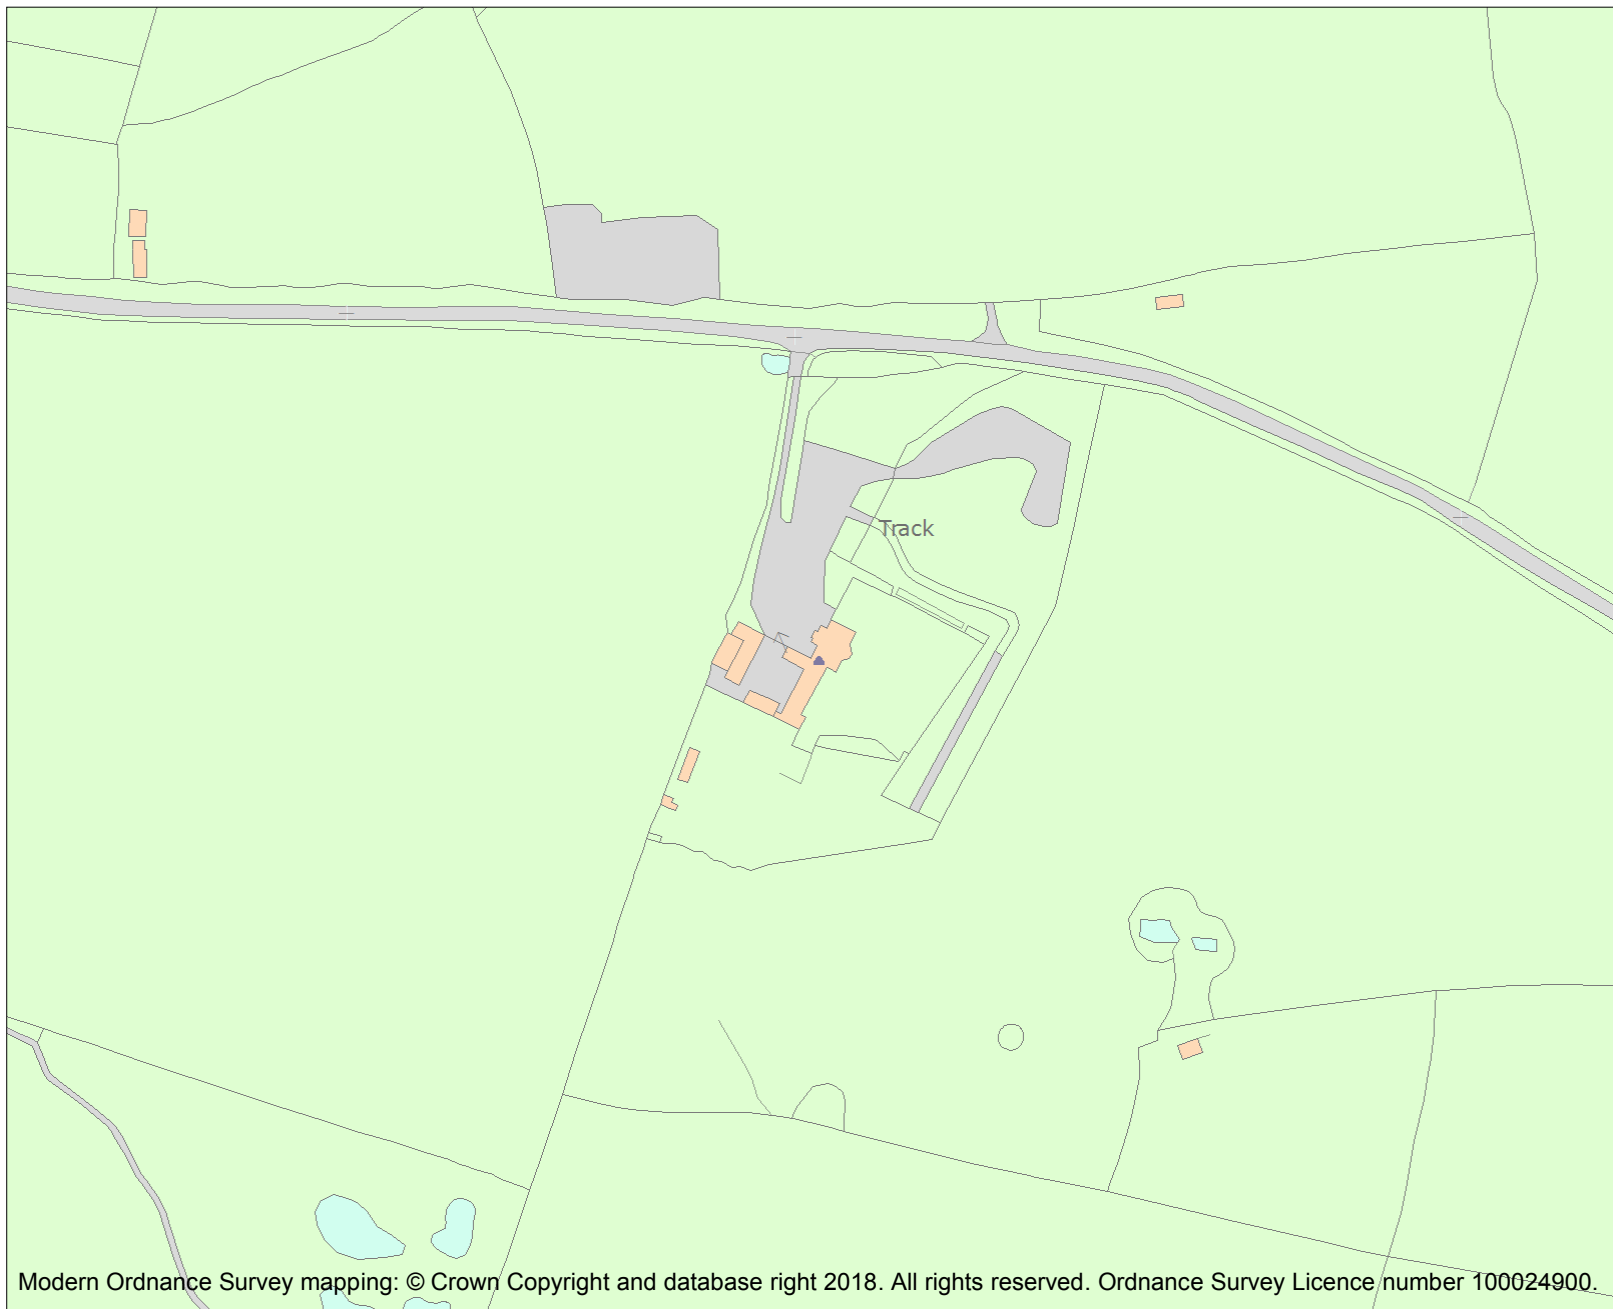 Track
Modern Ordnance Survey mapping: © Crown Copyright and database right 2018. All rights reserved. Ordnance Survey Licence number 100024900.